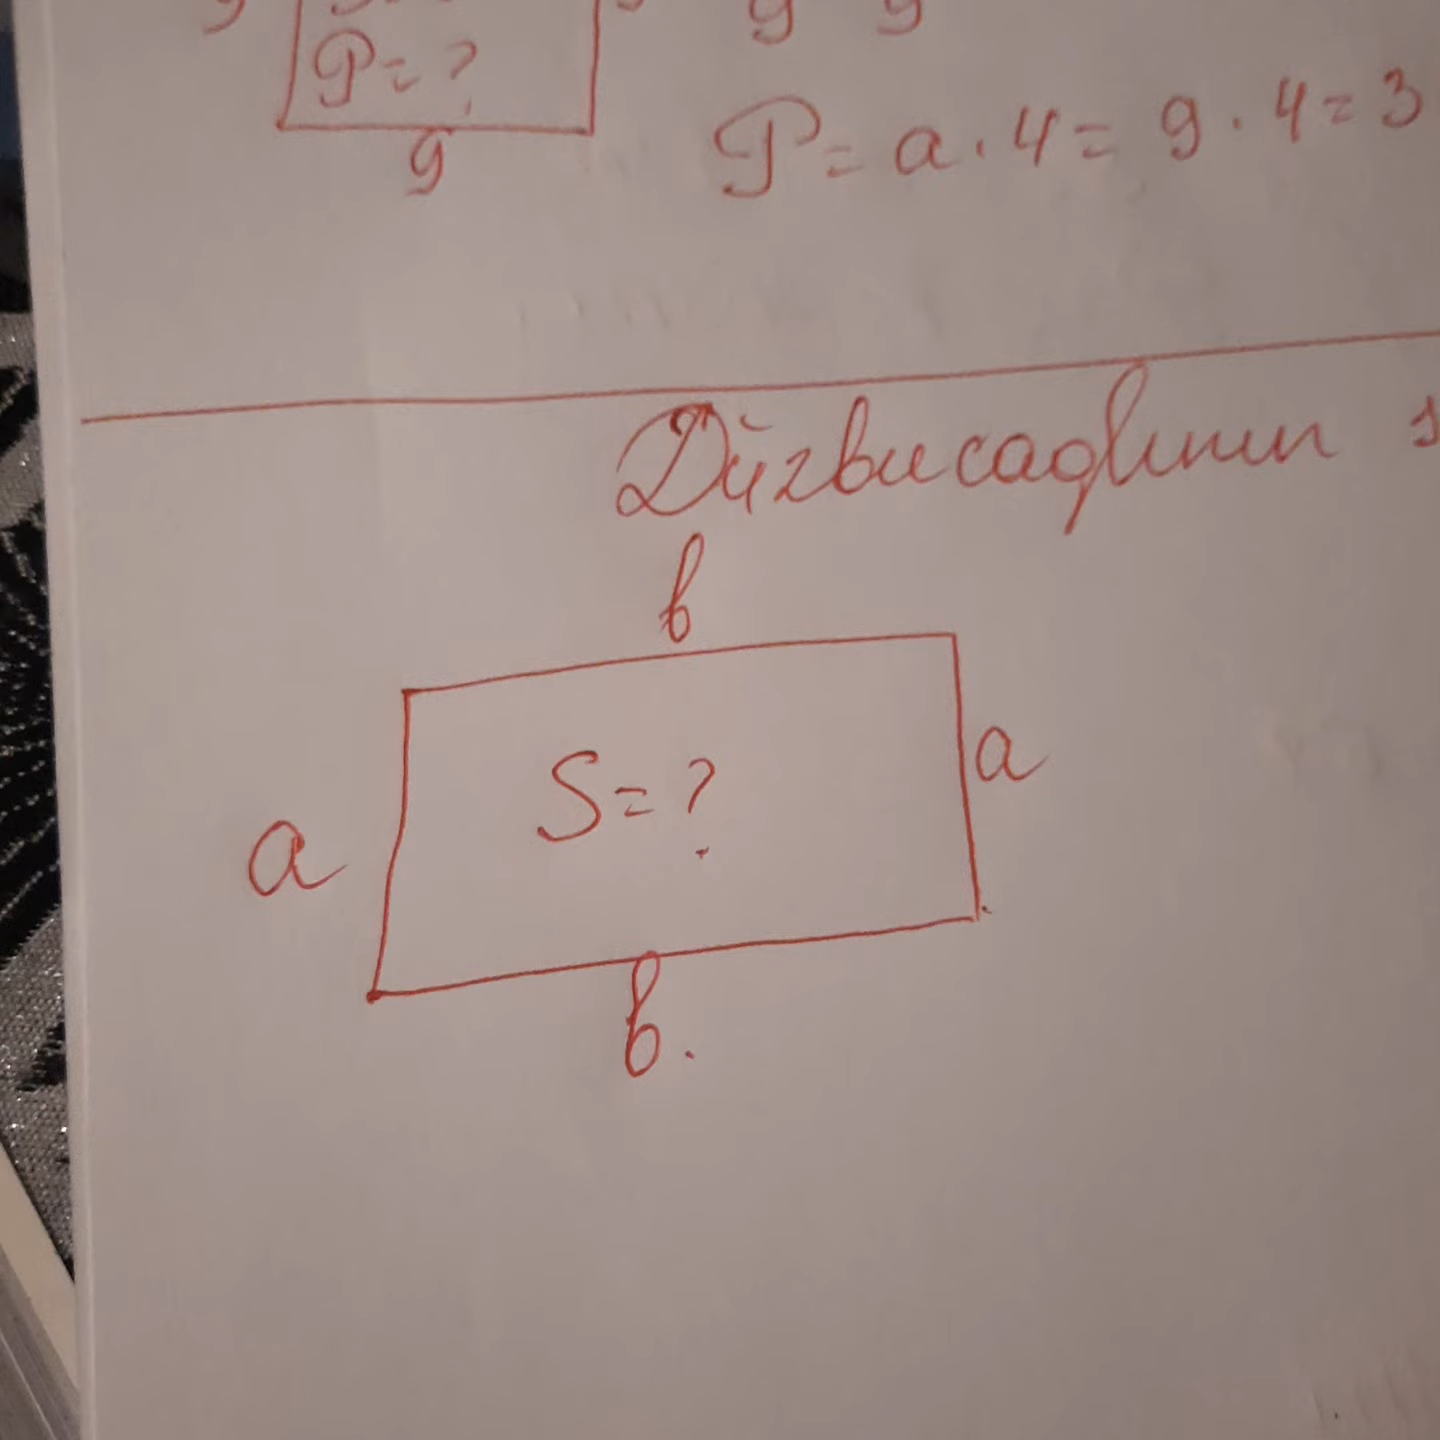 P = ?
9
P = a · 4 = 9 · 4 = 3
Düzbucaqlının s
b
S = ?
a
a
b.